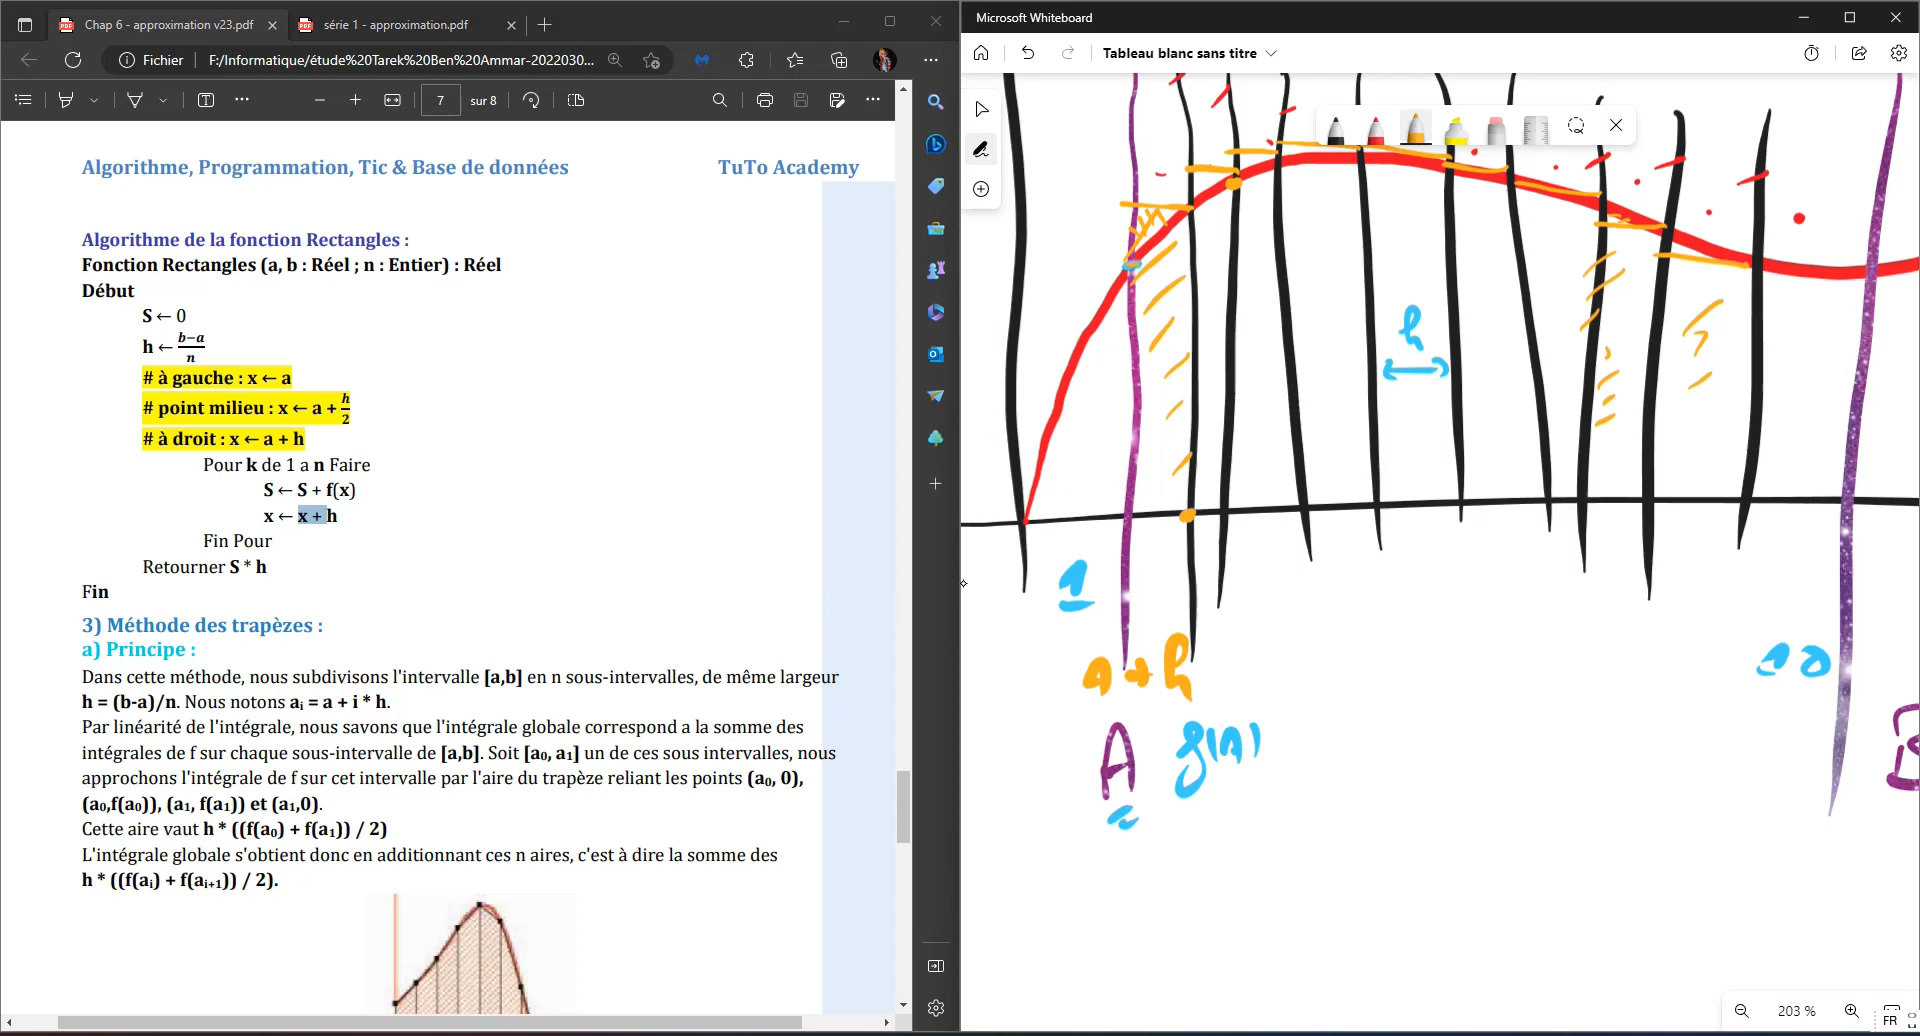 Chap 6 - approximation v23.pdf
série 1 - approximation.pdf
Fichier
F:/Informatique/étude%20Tarek%20Ben%20Ammar-2022030...
7
sur 8
Algorithme, Programmation, Tic & Base de données
TuTo Academy
Algorithme de la fonction Rectangles :
Fonction Rectangles (a, b : Réel ; n : Entier) : Réel
Début
S ← 0
h ← b−a / n
# à gauche : x ← a
# point milieu : x ← a + h/2
# à droit : x ← a + h
Pour k de 1 a n Faire
S ← S + f(x)
x ← x + h
Fin Pour
Retourner S * h
Fin
3) Méthode des trapèzes :
a) Principe :
Dans cette méthode, nous subdivisons l'intervalle [a,b] en n sous-intervalles, de même largeur
h = (b-a)/n. Nous notons aᵢ = a + i * h.
Par linéarité de l'intégrale, nous savons que l'intégrale globale correspond a la somme des
intégrales de f sur chaque sous-intervalle de [a,b]. Soit [a₀, a₁] un de ces sous intervalles, nous
approchons l'intégrale de f sur cet intervalle par l'aire du trapèze reliant les points (a₀, 0),
(a₀,f(a₀)), (a₁, f(a₁)) et (a₁,0).
Cette aire vaut h * ((f(a₀) + f(a₁)) / 2)
L'intégrale globale s'obtient donc en additionnant ces n aires, c'est à dire la somme des
h * ((f(aᵢ) + f(aᵢ₊₁)) / 2).
Microsoft Whiteboard
Tableau blanc sans titre
h
1
a + h
10
A
f(A)
B
203 %
FR